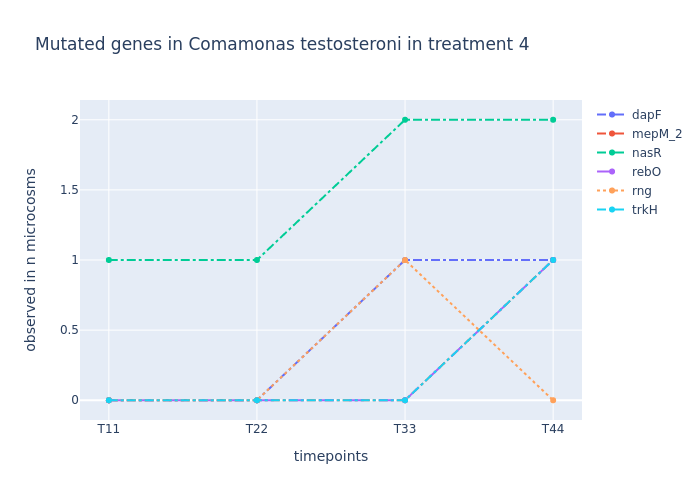 Mutated genes in Comamonas testosteroni in treatment 4
observed in n microcosms
2
1.5
1
0.5
0
T11
T22
T33
T44
timepoints
dapF
mepM_2
nasR
rebO
rng
trkH